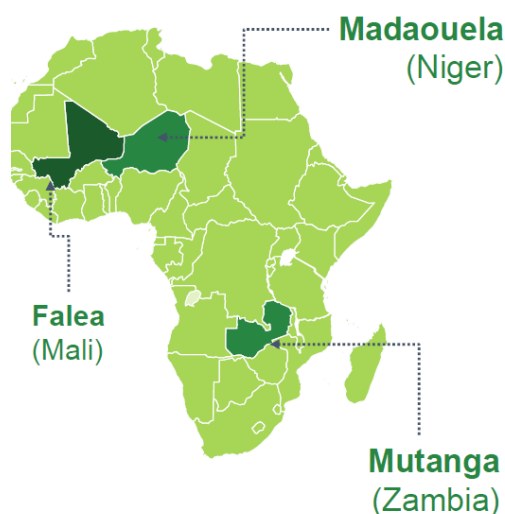 Madaouela
(Niger)
Falea
(Mali)
Mutanga
(Zambia)